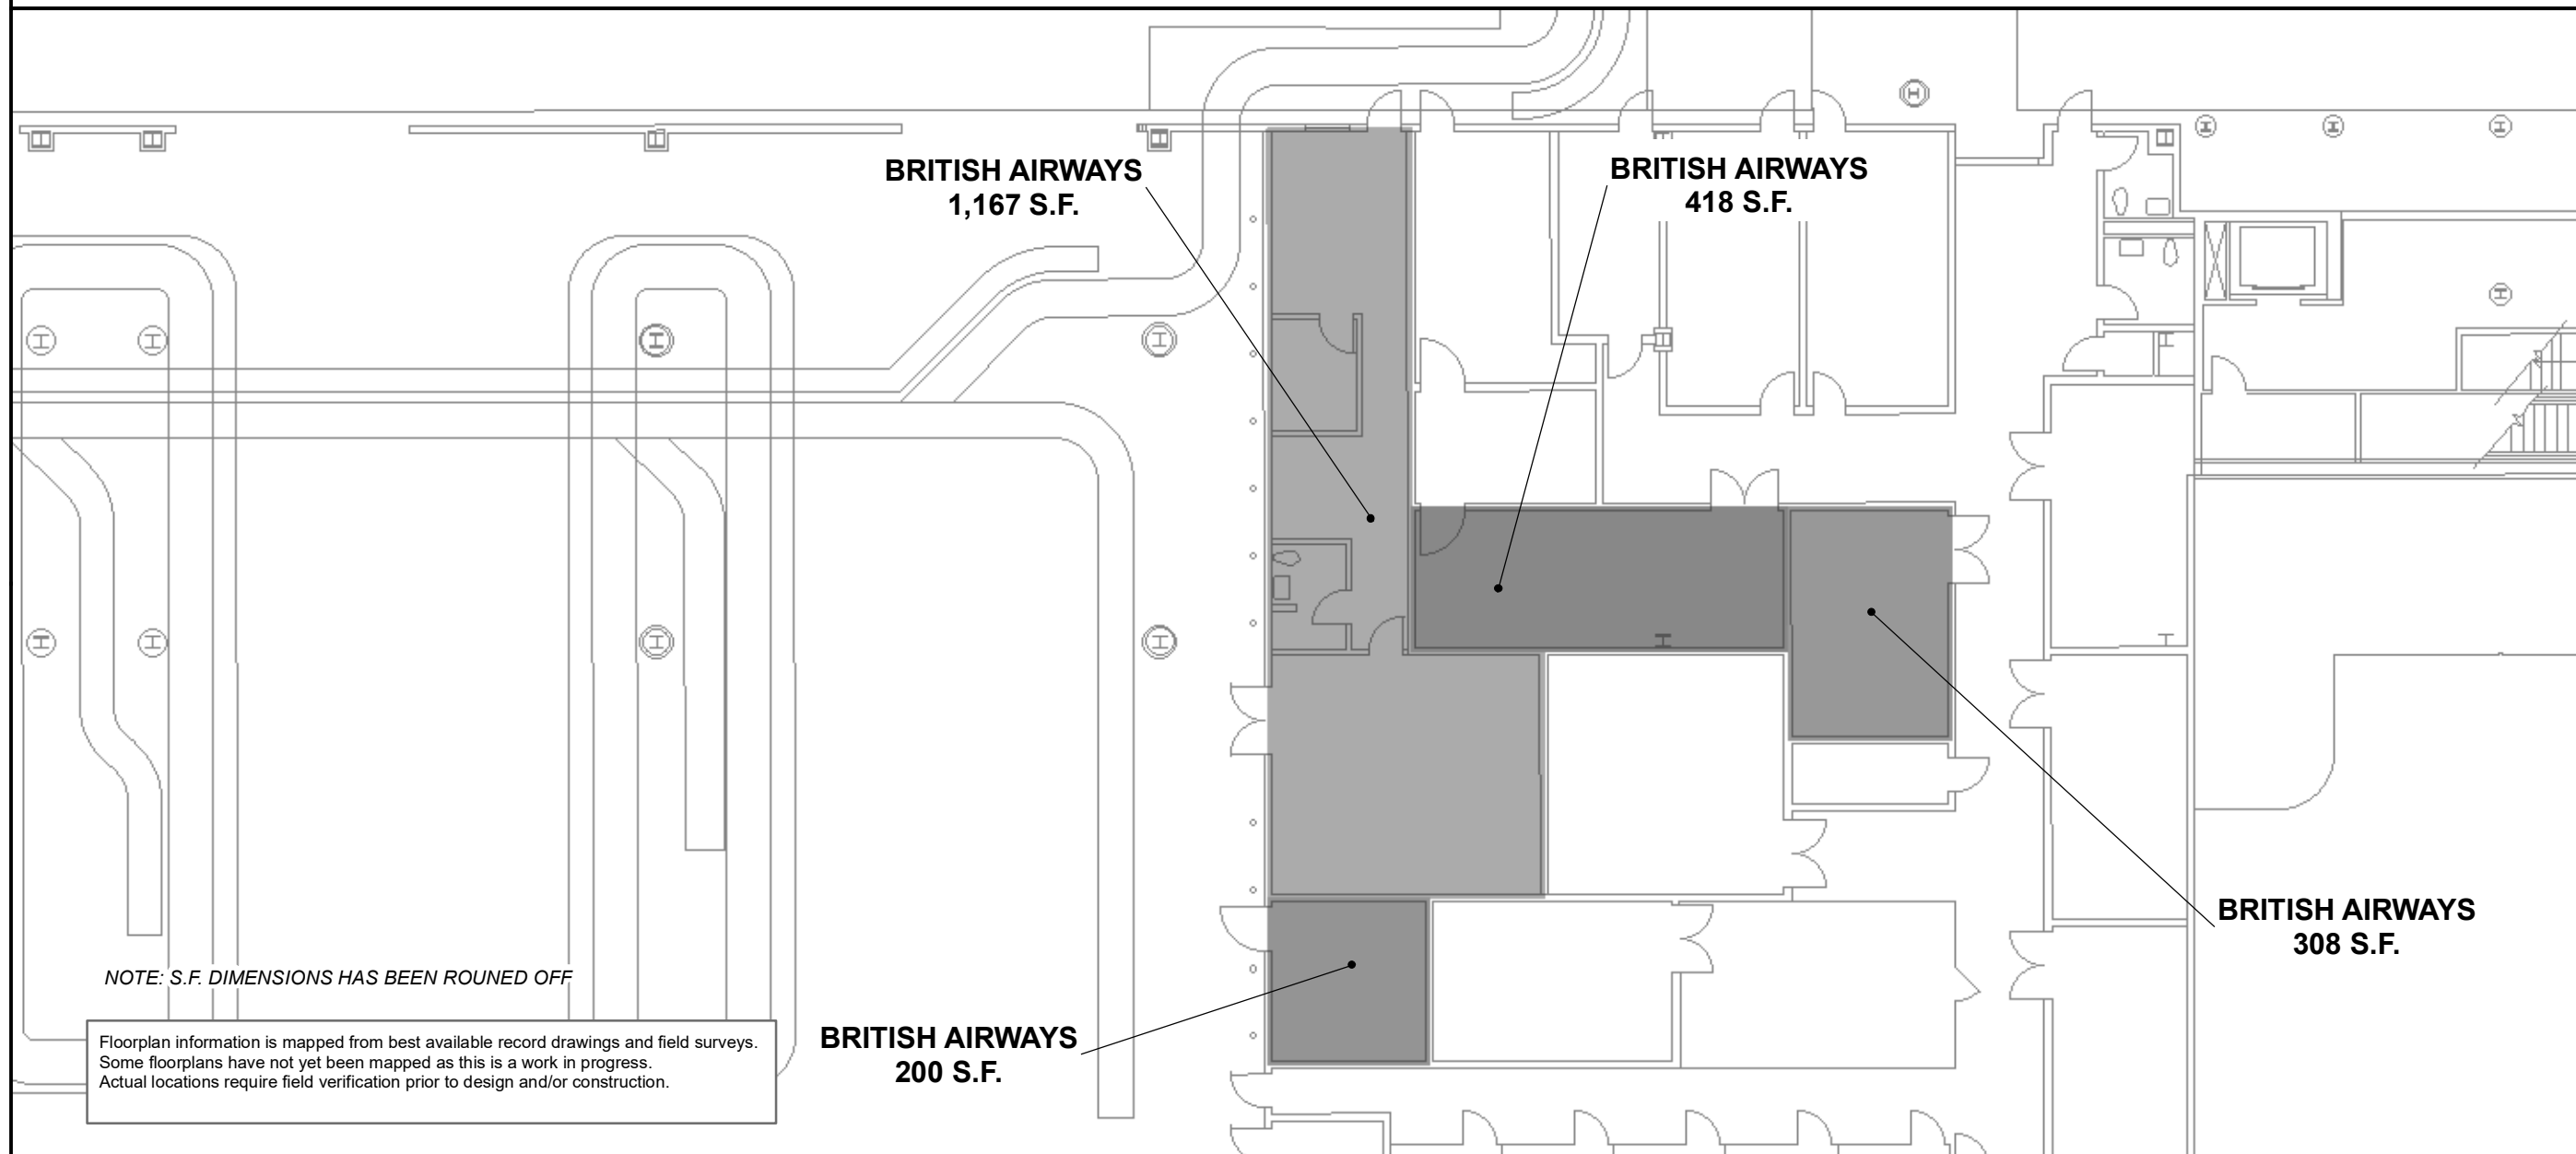 BRITISH AIRWAYS
1,167 S.F.
BRITISH AIRWAYS
418 S.F.
BRITISH AIRWAYS
308 S.F.
NOTE: S.F. DIMENSIONS HAS BEEN ROUNED OFF
Floorplan information is mapped from best available record drawings and field surveys.
Some floorplans have not yet been mapped as this is a work in progress.
Actual locations require field verification prior to design and/or construction.
BRITISH AIRWAYS
200 S.F.